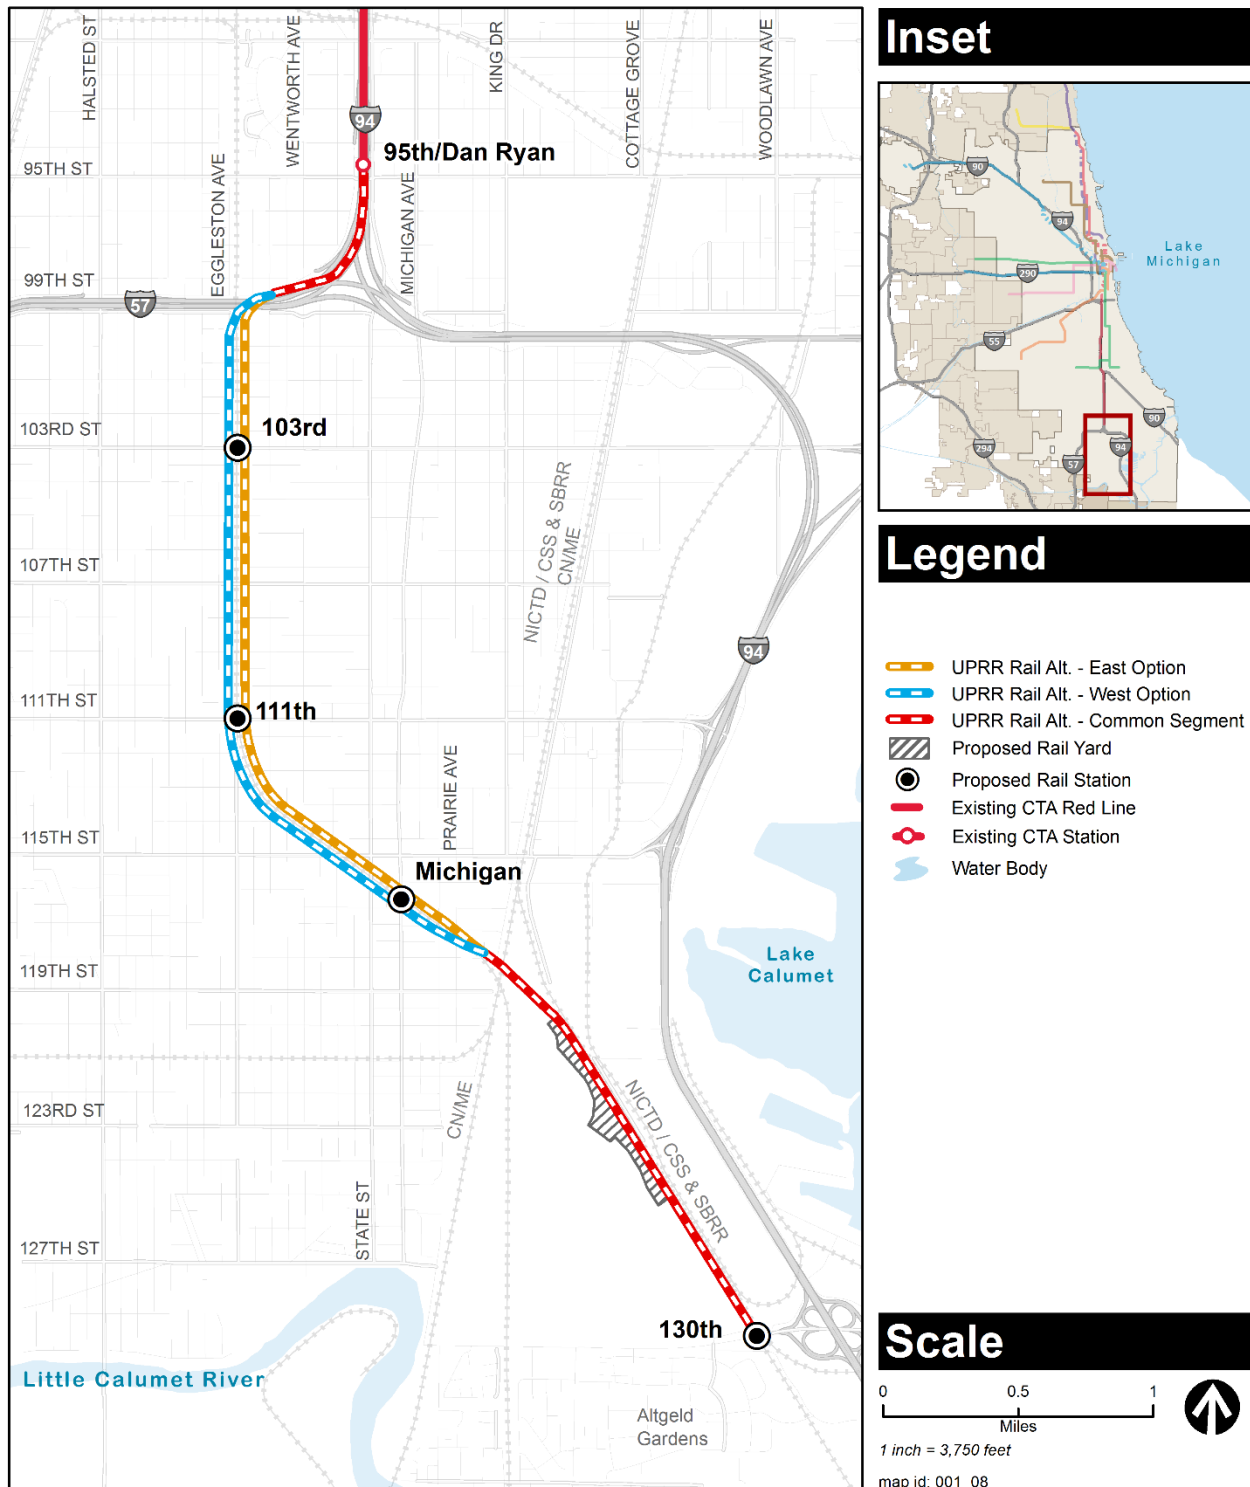 HALSTED ST
WENTWORTH AVE
KING DR
COTTAGE GROVE
WOODLAWN AVE
94
95th/Dan Ryan
95TH ST
EGGLESTON AVE
MICHIGAN AVE
99TH ST
57
103RD ST
103rd
NICTD / CSS & SBRR
CN/ME
107TH ST
94
111TH ST
111th
PRAIRIE AVE
115TH ST
Michigan
Lake
Calumet
119TH ST
123RD ST
CN/ME
NICTD / CSS & SBRR
STATE ST
127TH ST
130th
Little Calumet River
Altgeld
Gardens
Inset
90
94
Lake
Michigan
290
55
90
294
57
94
Legend
UPRR Rail Alt. - East Option
UPRR Rail Alt. - West Option
UPRR Rail Alt. - Common Segment
Proposed Rail Yard
Proposed Rail Station
Existing CTA Red Line
Existing CTA Station
Water Body
Scale
0 0.5 1
Miles
1 inch = 3,750 feet
map id: 001_08